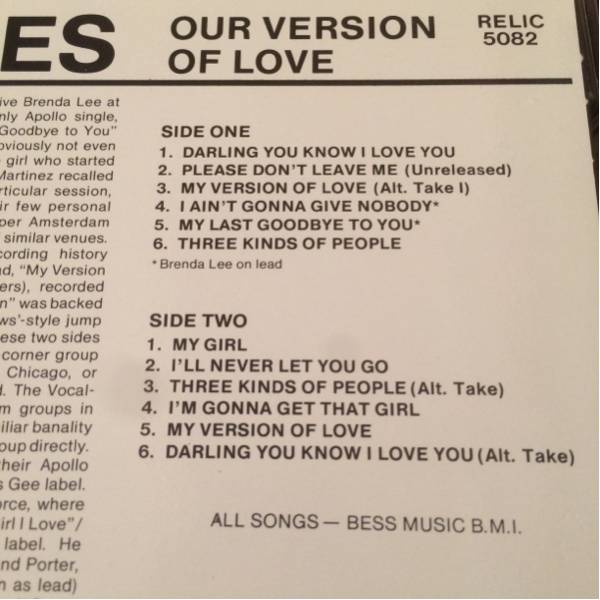 ES
OUR VERSION
OF LOVE
RELIC
5082
ive Brenda Lee at
nly Apollo single,
Goodbye to You"
viously not even
girl who started
Martinez recalled
rticular session,
ir few personal
per Amsterdam
similar venues.
cording history
d, "My Version
ers), recorded
n" was backed
ws'-style jump
ese two sides
corner group
Chicago, or
. The Vocal-
m groups in
iliar banality
oup directly.
heir Apollo
s Gee label.
orce, where
irl I Love"/
label. He
nd Porter,
n as lead)
SIDE ONE
1. DARLING YOU KNOW I LOVE YOU
2. PLEASE DON'T LEAVE ME (Unreleased)
3. MY VERSION OF LOVE (Alt. Take I)
4. I AIN'T GONNA GIVE NOBODY*
5. MY LAST GOODBYE TO YOU*
6. THREE KINDS OF PEOPLE
*Brenda Lee on lead
SIDE TWO
1. MY GIRL
2. I'LL NEVER LET YOU GO
3. THREE KINDS OF PEOPLE (Alt. Take)
4. I'M GONNA GET THAT GIRL
5. MY VERSION OF LOVE
6. DARLING YOU KNOW I LOVE YOU (Alt. Take)
ALL SONGS — BESS MUSIC B.M.I.